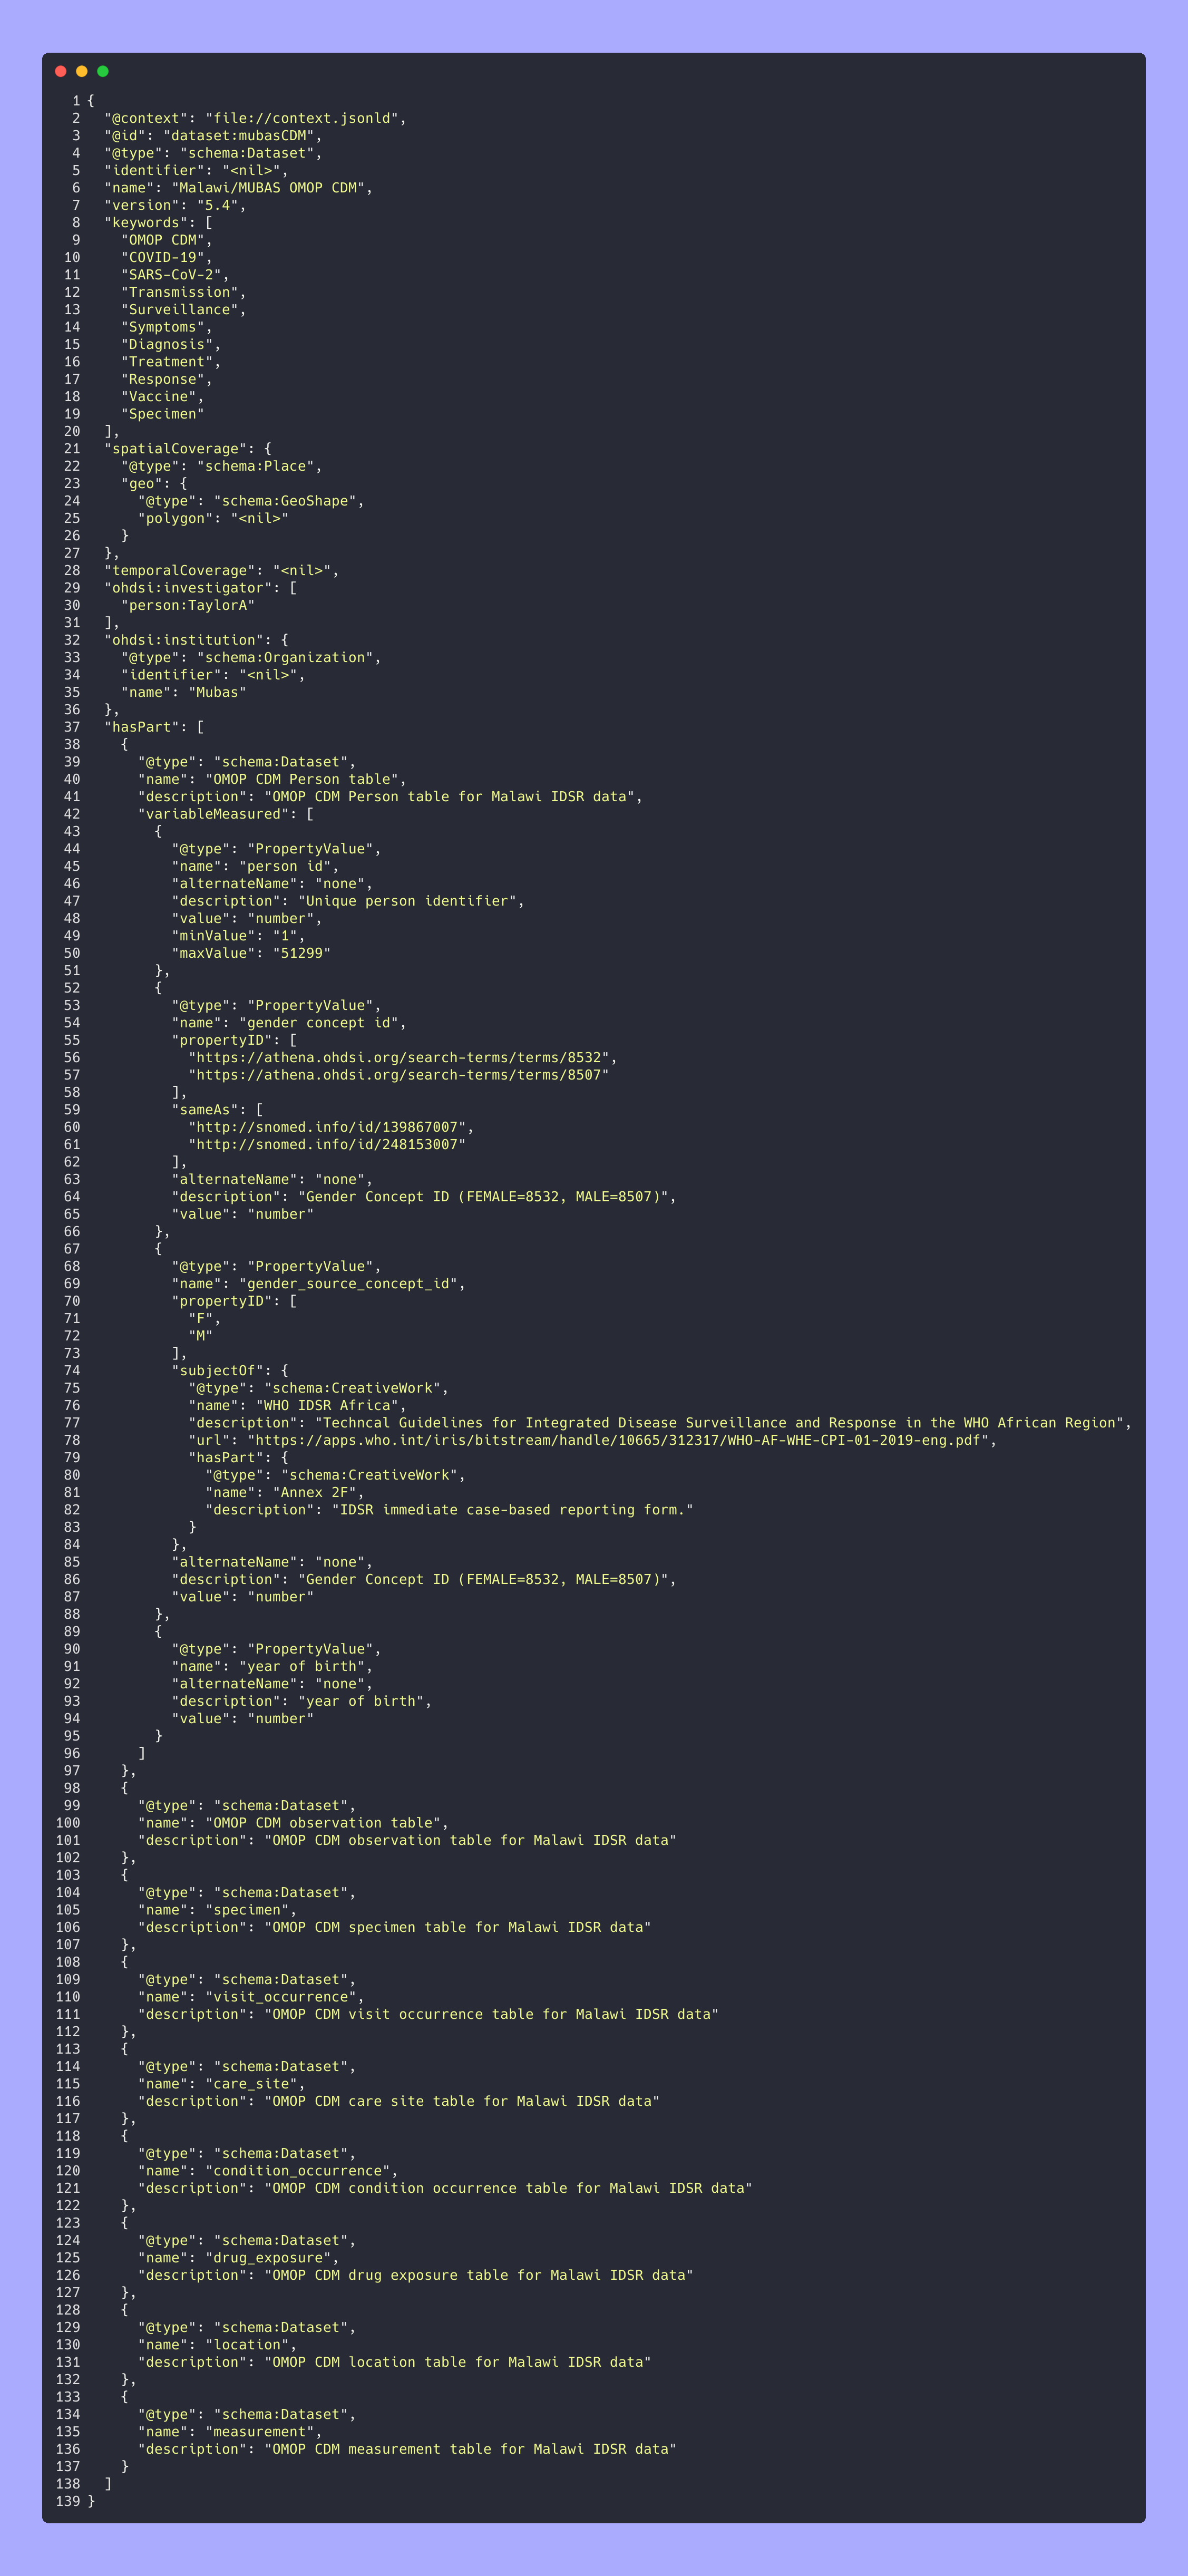 1 {
2   "@context": "file://context.jsonld",
3   "@id": "dataset:mubasCDM",
4   "@type": "schema:Dataset",
5   "identifier": "<nil>",
6   "name": "Malawi/MUBAS OMOP CDM",
7   "version": "5.4",
8   "keywords": [
9     "OMOP CDM",
10     "COVID-19",
11     "SARS-CoV-2",
12     "Transmission",
13     "Surveillance",
14     "Symptoms",
15     "Diagnosis",
16     "Treatment",
17     "Response",
18     "Vaccine",
19     "Specimen"
20   ],
21   "spatialCoverage": {
22     "@type": "schema:Place",
23     "geo": {
24       "@type": "schema:GeoShape",
25       "polygon": "<nil>"
26     }
27   },
28   "temporalCoverage": "<nil>",
29   "ohdsi:investigator": [
30     "person:TaylorA"
31   ],
32   "ohdsi:institution": {
33     "@type": "schema:Organization",
34     "identifier": "<nil>",
35     "name": "Mubas"
36   },
37   "hasPart": [
38     {
39       "@type": "schema:Dataset",
40       "name": "OMOP CDM Person table",
41       "description": "OMOP CDM Person table for Malawi IDSR data",
42       "variableMeasured": [
43         {
44           "@type": "PropertyValue",
45           "name": "person id",
46           "alternateName": "none",
47           "description": "Unique person identifier",
48           "value": "number",
49           "minValue": "1",
50           "maxValue": "51299"
51         },
52         {
53           "@type": "PropertyValue",
54           "name": "gender concept id",
55           "propertyID": [
56             "https://athena.ohdsi.org/search-terms/terms/8532",
57             "https://athena.ohdsi.org/search-terms/terms/8507"
58           ],
59           "sameAs": [
60             "http://snomed.info/id/139867007",
61             "http://snomed.info/id/248153007"
62           ],
63           "alternateName": "none",
64           "description": "Gender Concept ID (FEMALE=8532, MALE=8507)",
65           "value": "number"
66         },
67         {
68           "@type": "PropertyValue",
69           "name": "gender_source_concept_id",
70           "propertyID": [
71             "F",
72             "M"
73           ],
74           "subjectOf": {
75             "@type": "schema:CreativeWork",
76             "name": "WHO IDSR Africa",
77             "description": "Techncal Guidelines for Integrated Disease Surveillance and Response in the WHO African Region",
78             "url": "https://apps.who.int/iris/bitstream/handle/10665/312317/WHO-AF-WHE-CPI-01-2019-eng.pdf",
79             "hasPart": {
80               "@type": "schema:CreativeWork",
81               "name": "Annex 2F",
82               "description": "IDSR immediate case-based reporting form."
83             }
84           },
85           "alternateName": "none",
86           "description": "Gender Concept ID (FEMALE=8532, MALE=8507)",
87           "value": "number"
88         },
89         {
90           "@type": "PropertyValue",
91           "name": "year of birth",
92           "alternateName": "none",
93           "description": "year of birth",
94           "value": "number"
95         }
96       ]
97     },
98     {
99       "@type": "schema:Dataset",
100       "name": "OMOP CDM observation table",
101       "description": "OMOP CDM observation table for Malawi IDSR data"
102     },
103     {
104       "@type": "schema:Dataset",
105       "name": "specimen",
106       "description": "OMOP CDM specimen table for Malawi IDSR data"
107     },
108     {
109       "@type": "schema:Dataset",
110       "name": "visit_occurrence",
111       "description": "OMOP CDM visit occurrence table for Malawi IDSR data"
112     },
113     {
114       "@type": "schema:Dataset",
115       "name": "care_site",
116       "description": "OMOP CDM care site table for Malawi IDSR data"
117     },
118     {
119       "@type": "schema:Dataset",
120       "name": "condition_occurrence",
121       "description": "OMOP CDM condition occurrence table for Malawi IDSR data"
122     },
123     {
124       "@type": "schema:Dataset",
125       "name": "drug_exposure",
126       "description": "OMOP CDM drug exposure table for Malawi IDSR data"
127     },
128     {
129       "@type": "schema:Dataset",
130       "name": "location",
131       "description": "OMOP CDM location table for Malawi IDSR data"
132     },
133     {
134       "@type": "schema:Dataset",
135       "name": "measurement",
136       "description": "OMOP CDM measurement table for Malawi IDSR data"
137     }
138   ]
139 }